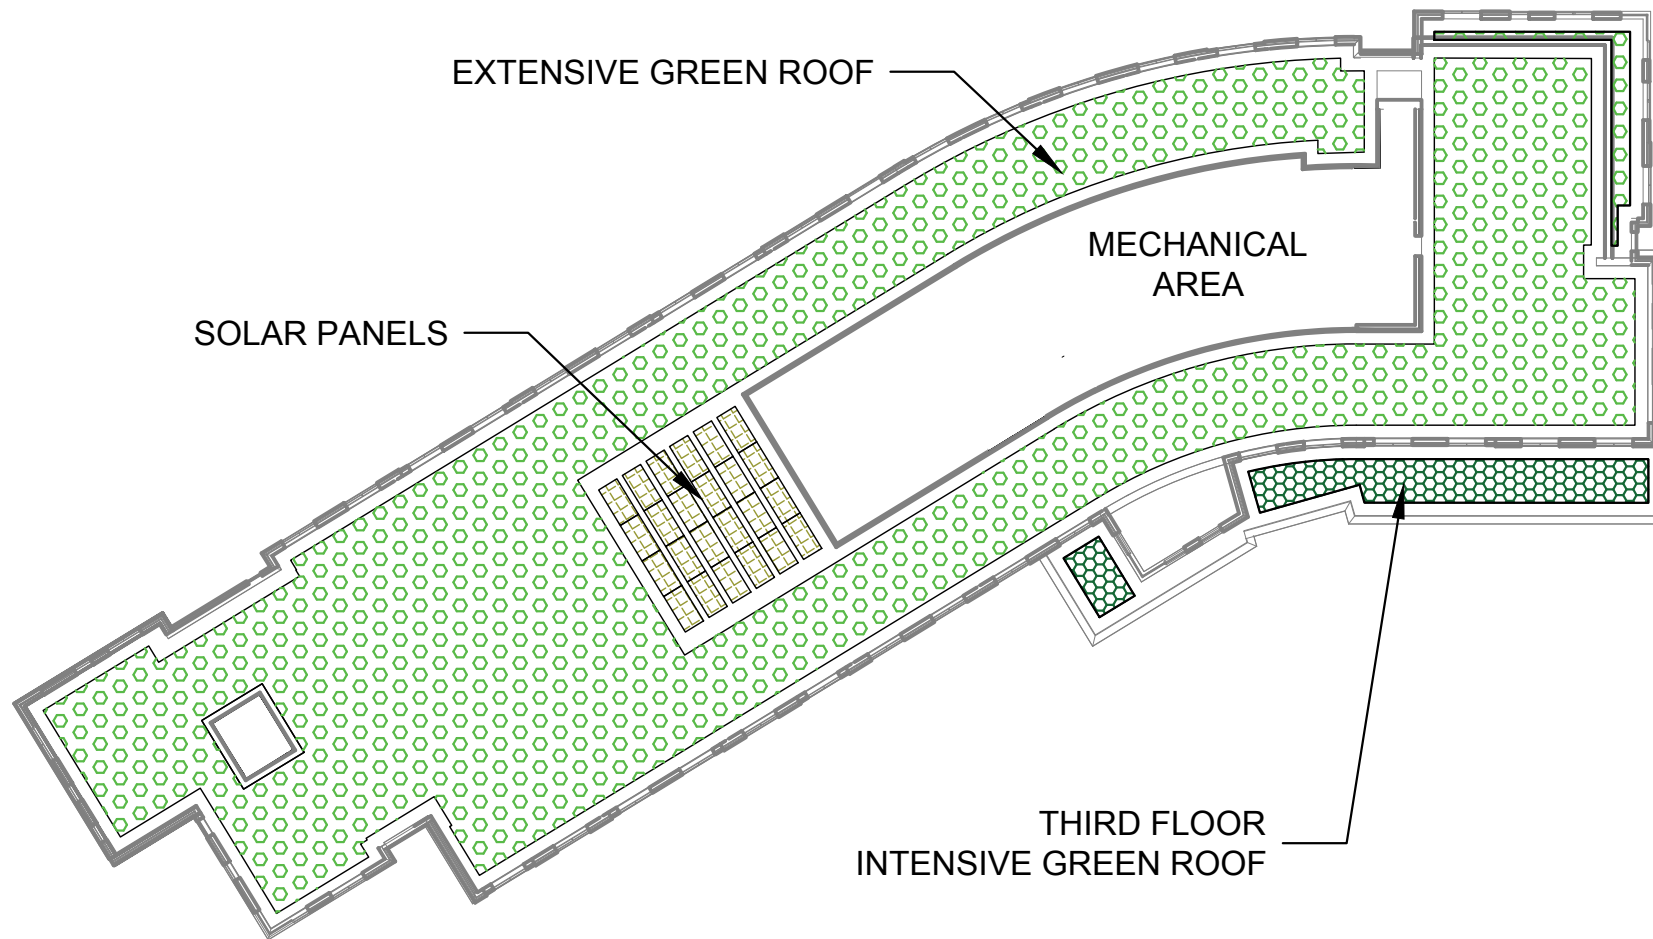 EXTENSIVE GREEN ROOF
MECHANICAL
AREA
SOLAR PANELS
THIRD FLOOR
INTENSIVE GREEN ROOF